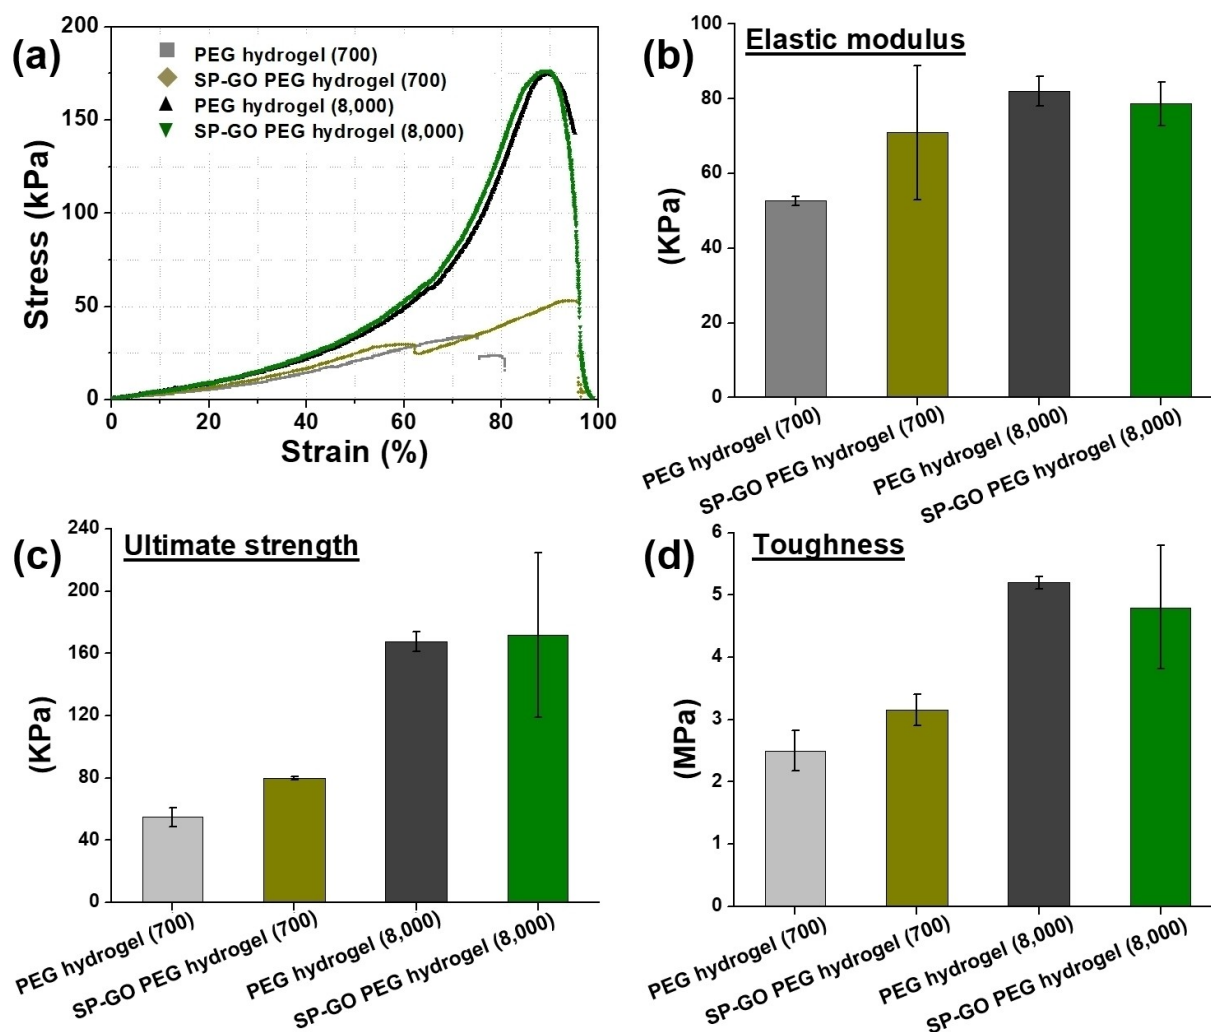 (a)
200
150
100
50
0
Stress (kPa)
PEG hydrogel (700)
SP-GO PEG hydrogel (700)
PEG hydrogel (8,000)
SP-GO PEG hydrogel (8,000)
0 20 40 60 80 100
Strain (%)
(b)
Elastic modulus
100
80
60
40
20
0
(KPa)
PEG hydrogel (700)
SP-GO PEG hydrogel (700)
PEG hydrogel (8,000)
SP-GO PEG hydrogel (8,000)
(c)
Ultimate strength
240
200
160
120
80
40
0
(KPa)
PEG hydrogel (700)
SP-GO PEG hydrogel (700)
PEG hydrogel (8,000)
SP-GO PEG hydrogel (8,000)
(d)
Toughness
6
5
4
3
2
1
0
(MPa)
PEG hydrogel (700)
SP-GO PEG hydrogel (700)
PEG hydrogel (8,000)
SP-GO PEG hydrogel (8,000)